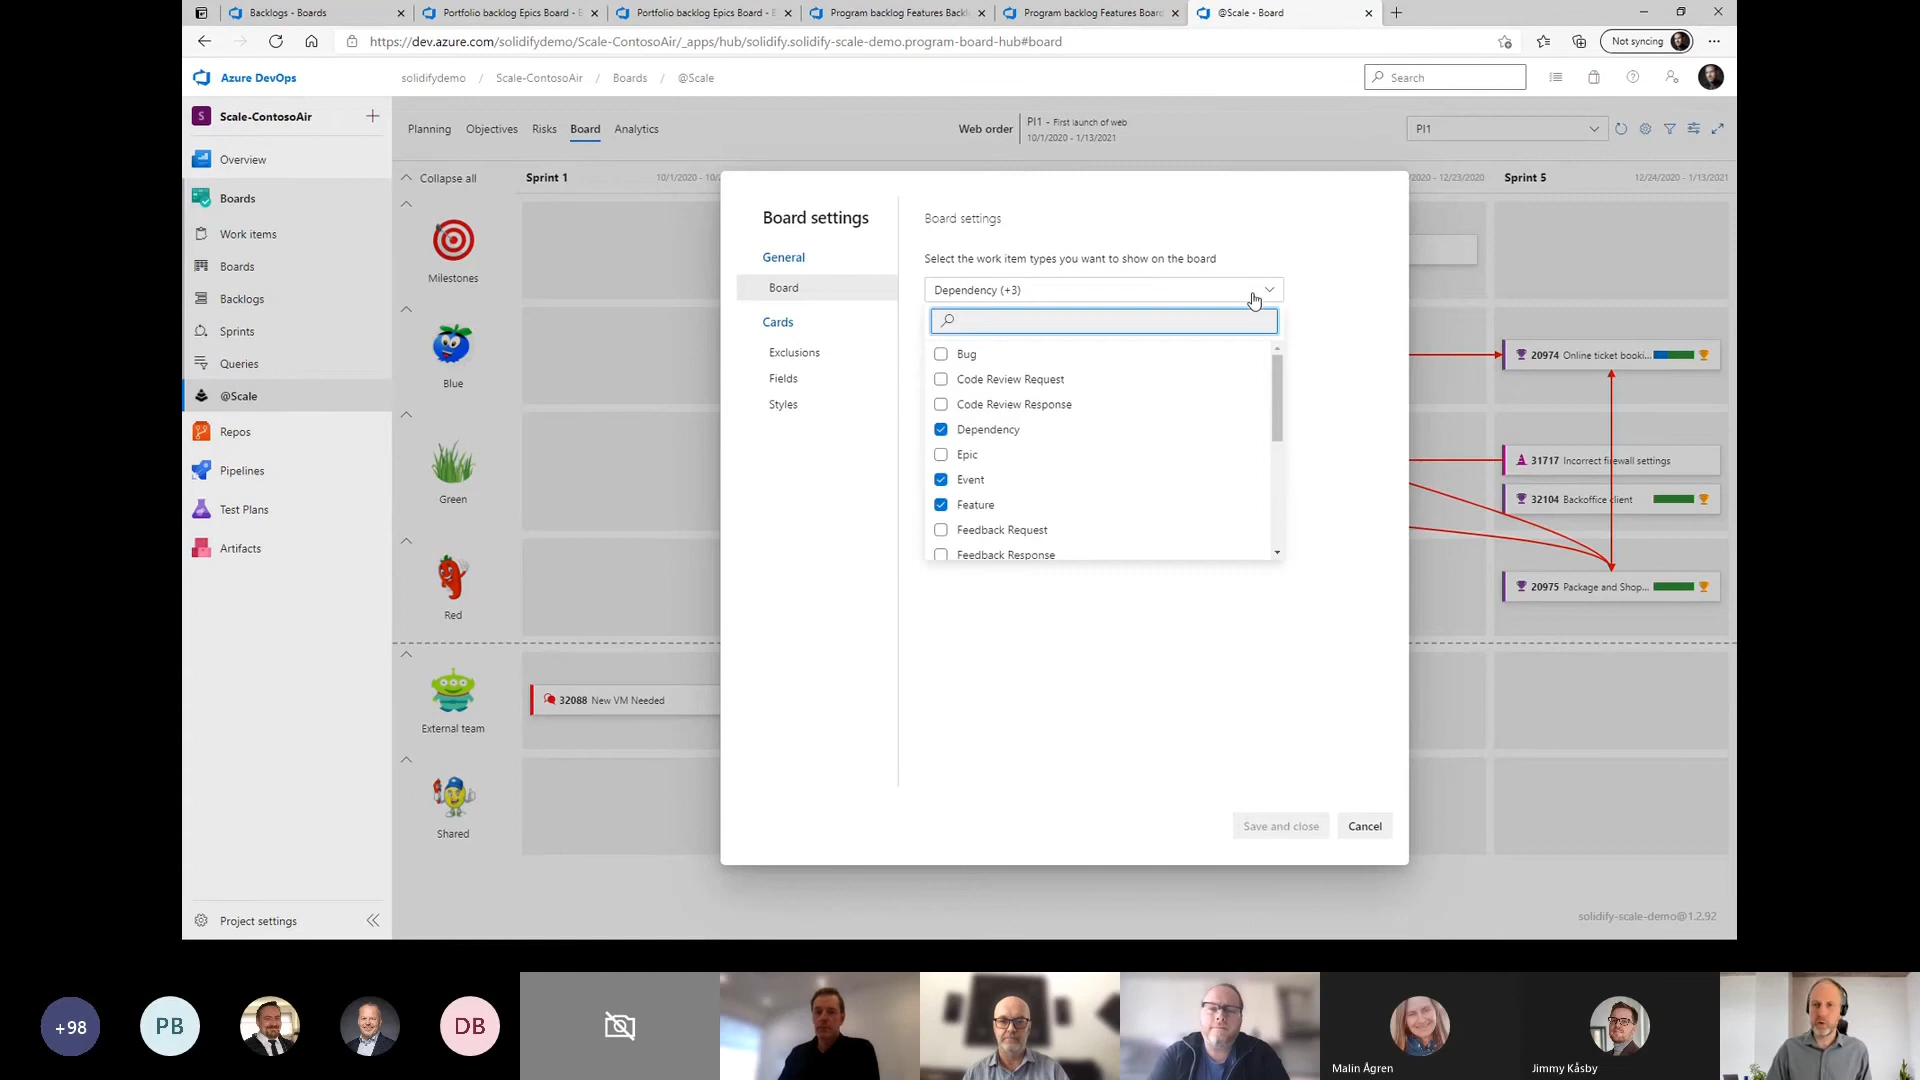 Backlogs - Boards
Portfolio backlog Epics Board - E
Portfolio backlog Epics Board - E
Program backlog Features Backl
Program backlog Features Board
@Scale - Board
https://dev.azure.com/solidifydemo/Scale-ContosoAir/_apps/hub/solidify.solidify-scale-demo.program-board-hub#board
Not syncing
Azure DevOps
solidifydemo / Scale-ContosoAir / Boards / @Scale
Search
S Scale-ContosoAir
Overview
Boards
Work items
Boards
Backlogs
Sprints
Queries
@Scale
Repos
Pipelines
Test Plans
Artifacts
Project settings
Planning Objectives Risks Board Analytics
Web order
PI1 - First launch of web
10/1/2020 - 1/13/2021
PI1
Collapse all
Sprint 1
10/1/2020 - 10/
2020 - 12/23/2020
Sprint 5
12/24/2020 - 1/13/2021
Milestones
Blue
Green
Red
External team
Shared
32088 New VM Needed
20974 Online ticket booki...
31717 Incorrect firewall settings
32104 Backoffice client
20975 Package and Shop...
Board settings
General
Board
Cards
Exclusions
Fields
Styles
Board settings
Select the work item types you want to show on the board
Dependency (+3)
Bug
Code Review Request
Code Review Response
Dependency
Epic
Event
Feature
Feedback Request
Feedback Response
Save and close
Cancel
solidify-scale-demo@1.2.92
+98
PB
DB
Malin Ågren
Jimmy Kåsby